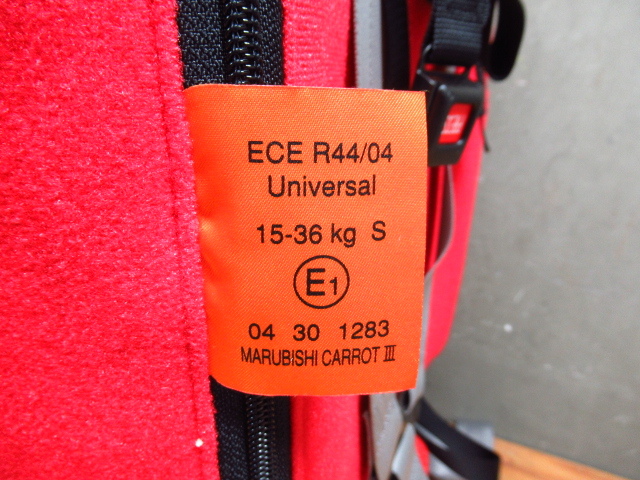 ECE R44/04
Universal
15-36 kg S
E1
04 30 1283
MARUBISHI CARROT III